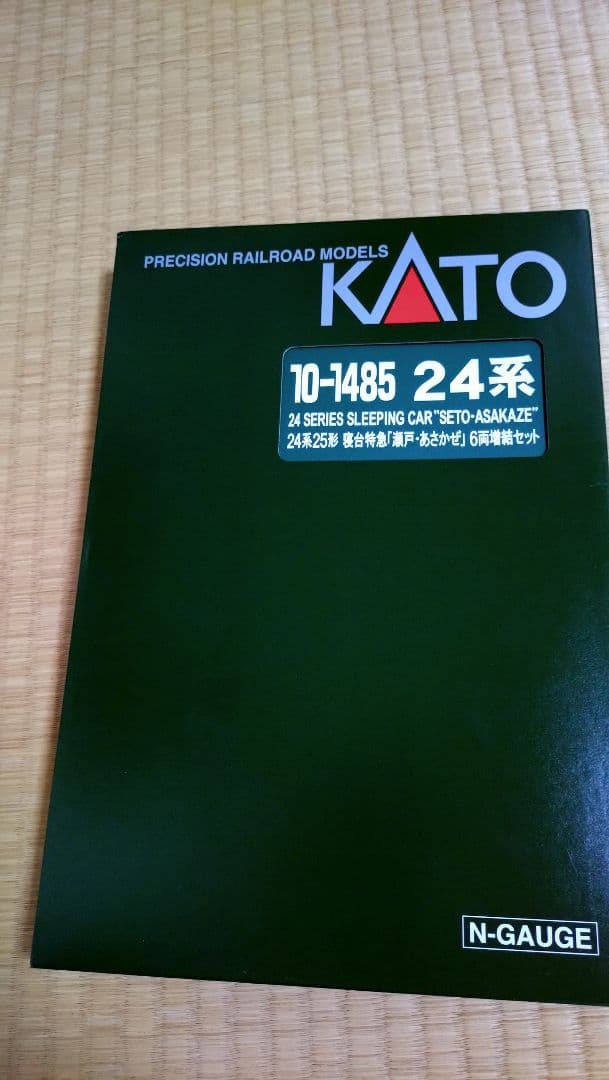 PRECISION RAILROAD MODELS
KATO
10-1485 24系
24 SERIES SLEEPING CAR "SETO・ASAKAZE"
24系25形 寝台特急「瀬戸・あさかぜ」6両増結セット
N-GAUGE